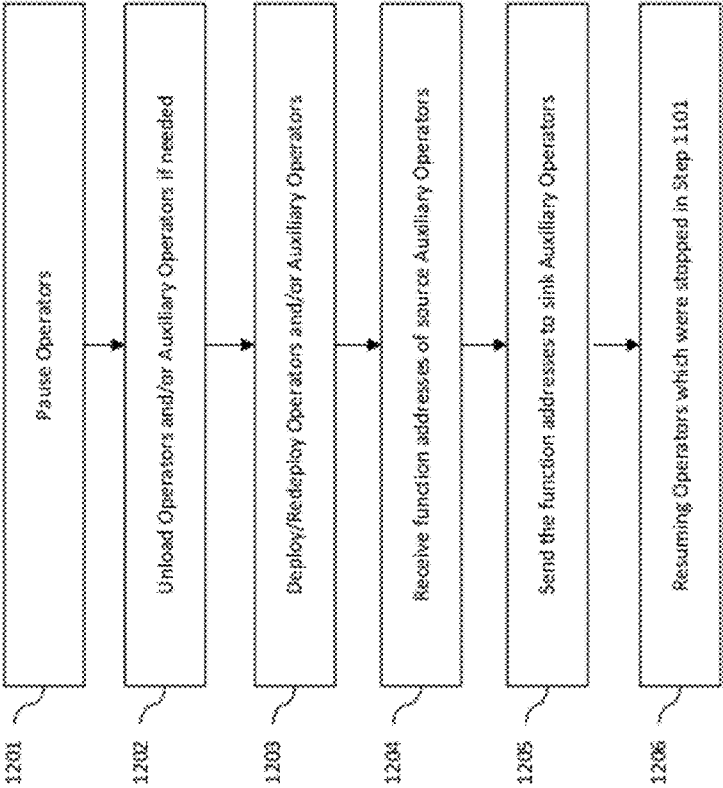 1201
Pause Operators
1202
Unload Operators and/or Auxiliary Operators if needed
1203
Deploy/Redeploy Operators and/or Auxiliary Operators
1204
Receive function addresses of source Auxiliary Operators
1205
Send the function addresses to sink Auxiliary Operators
1206
Resuming Operators which were stopped in Step 1101